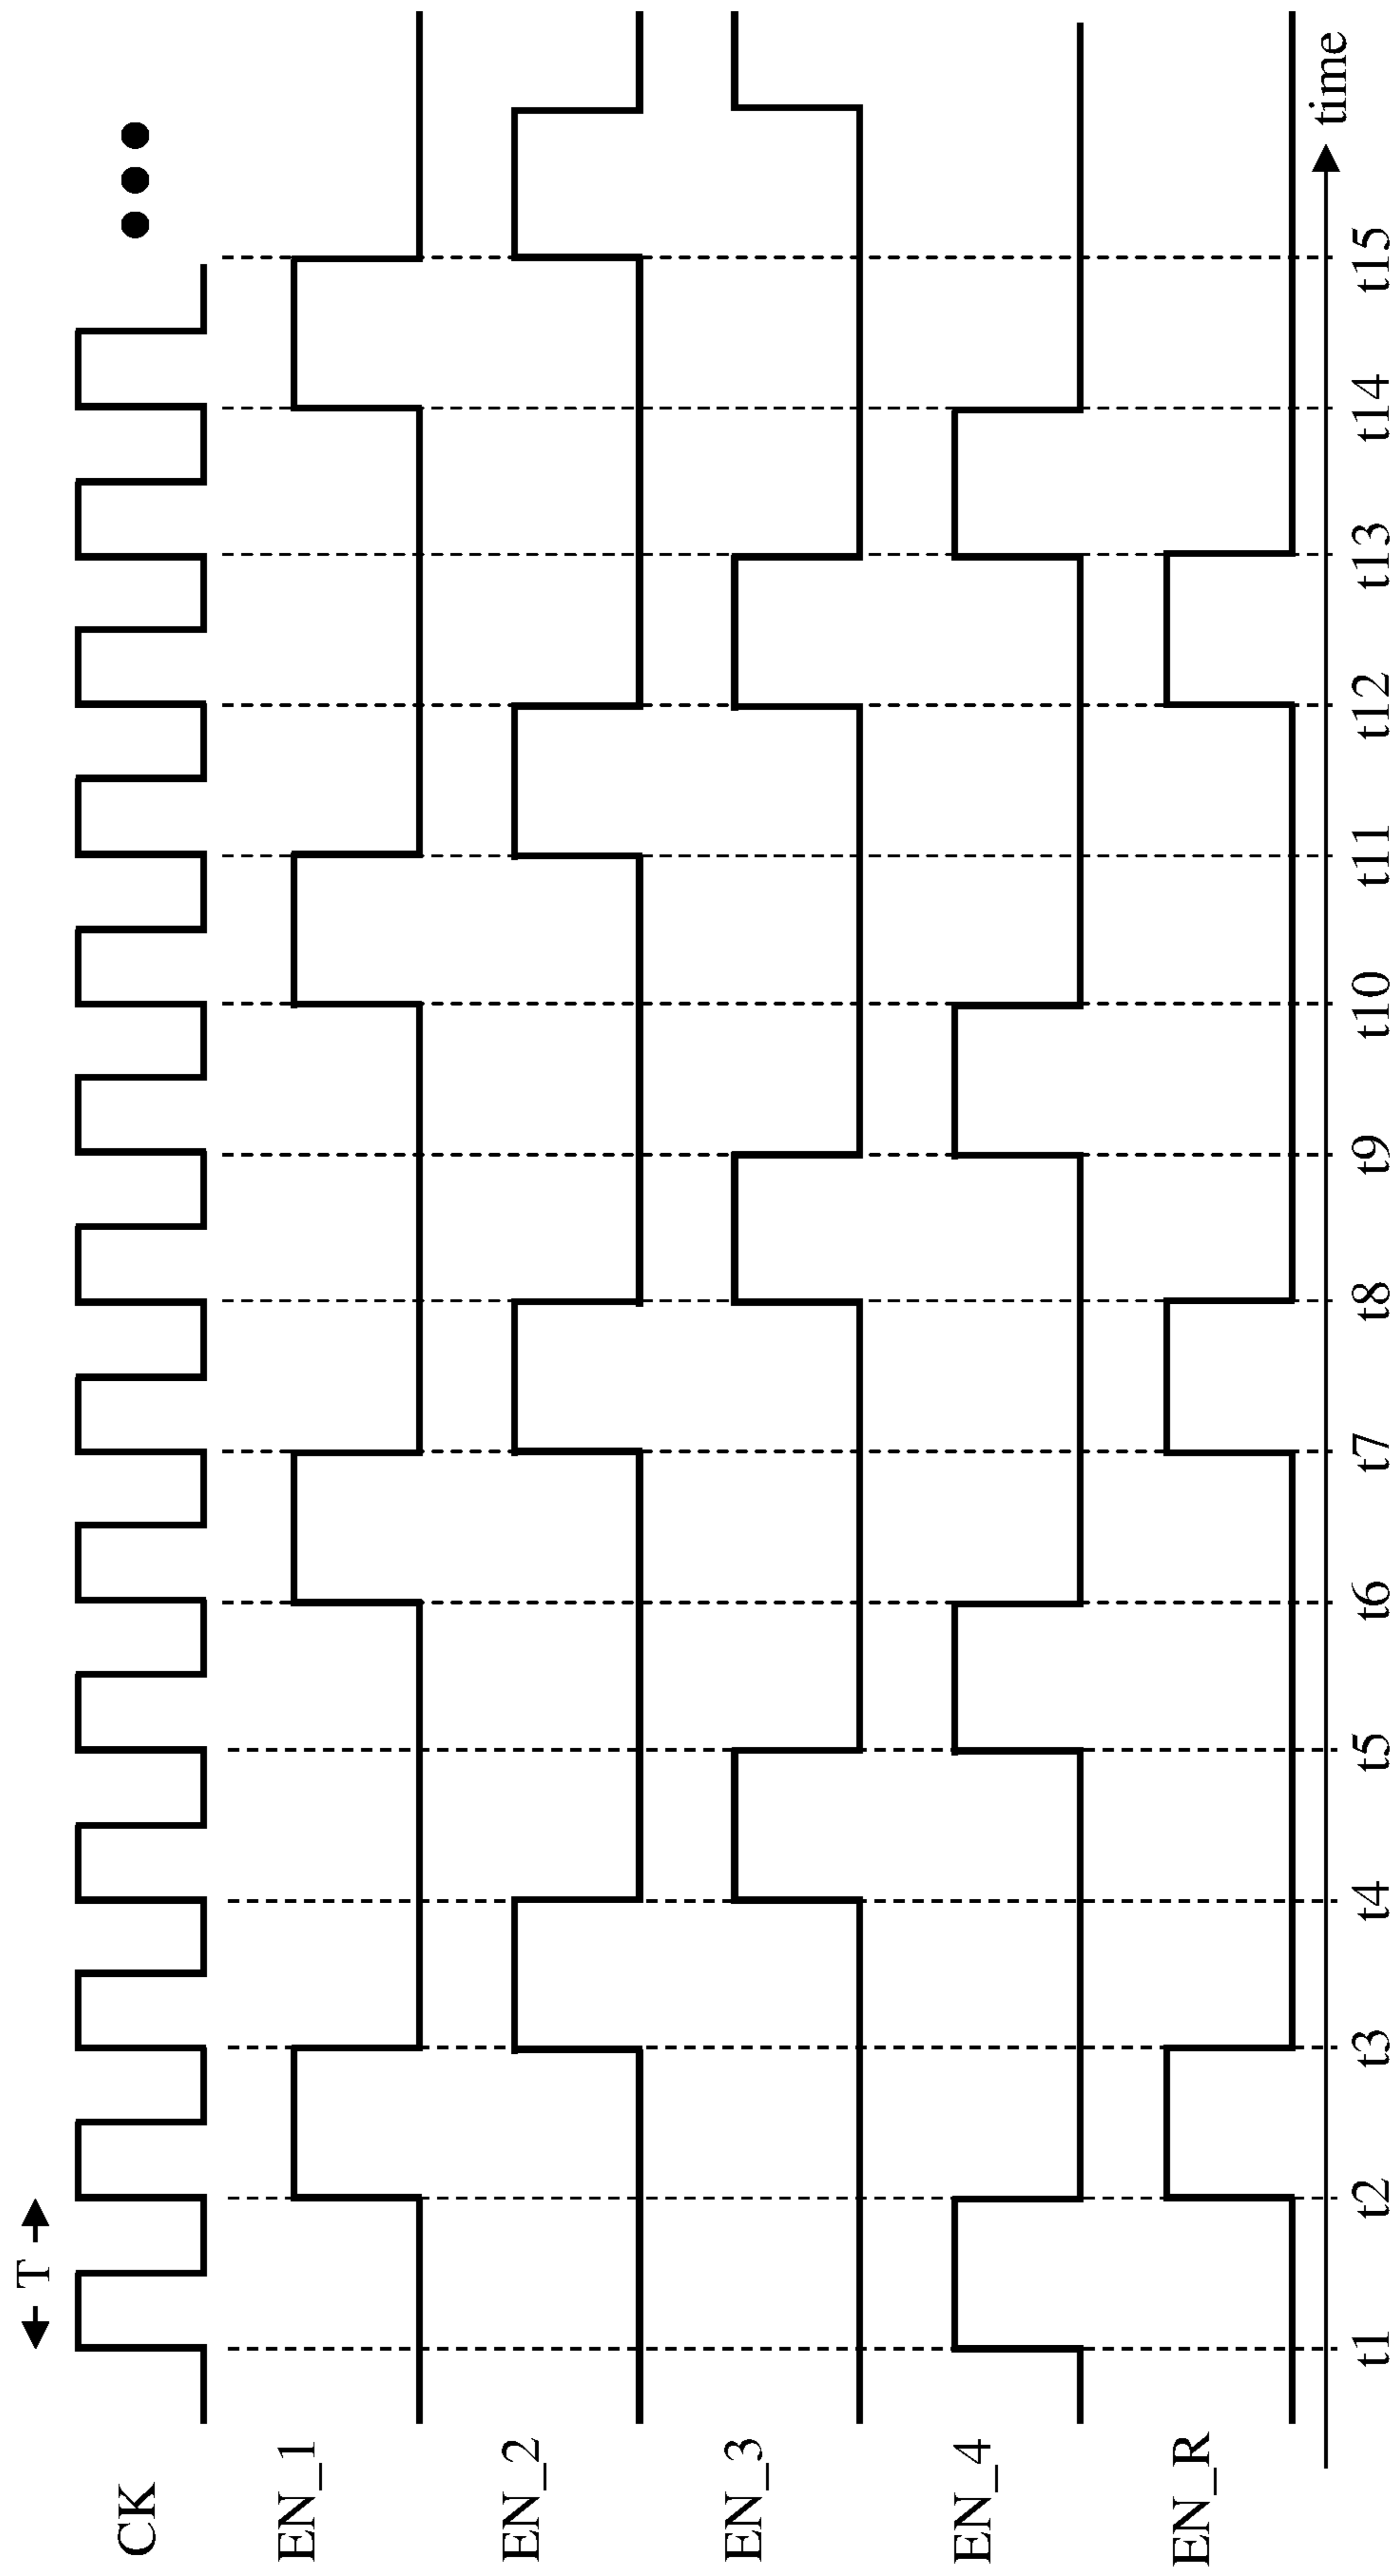 T
CK
EN_1
EN_2
EN_3
EN_4
EN_R
time
t1 t2 t3 t4 t5 t6 t7 t8 t9 t10 t11 t12 t13 t14 t15